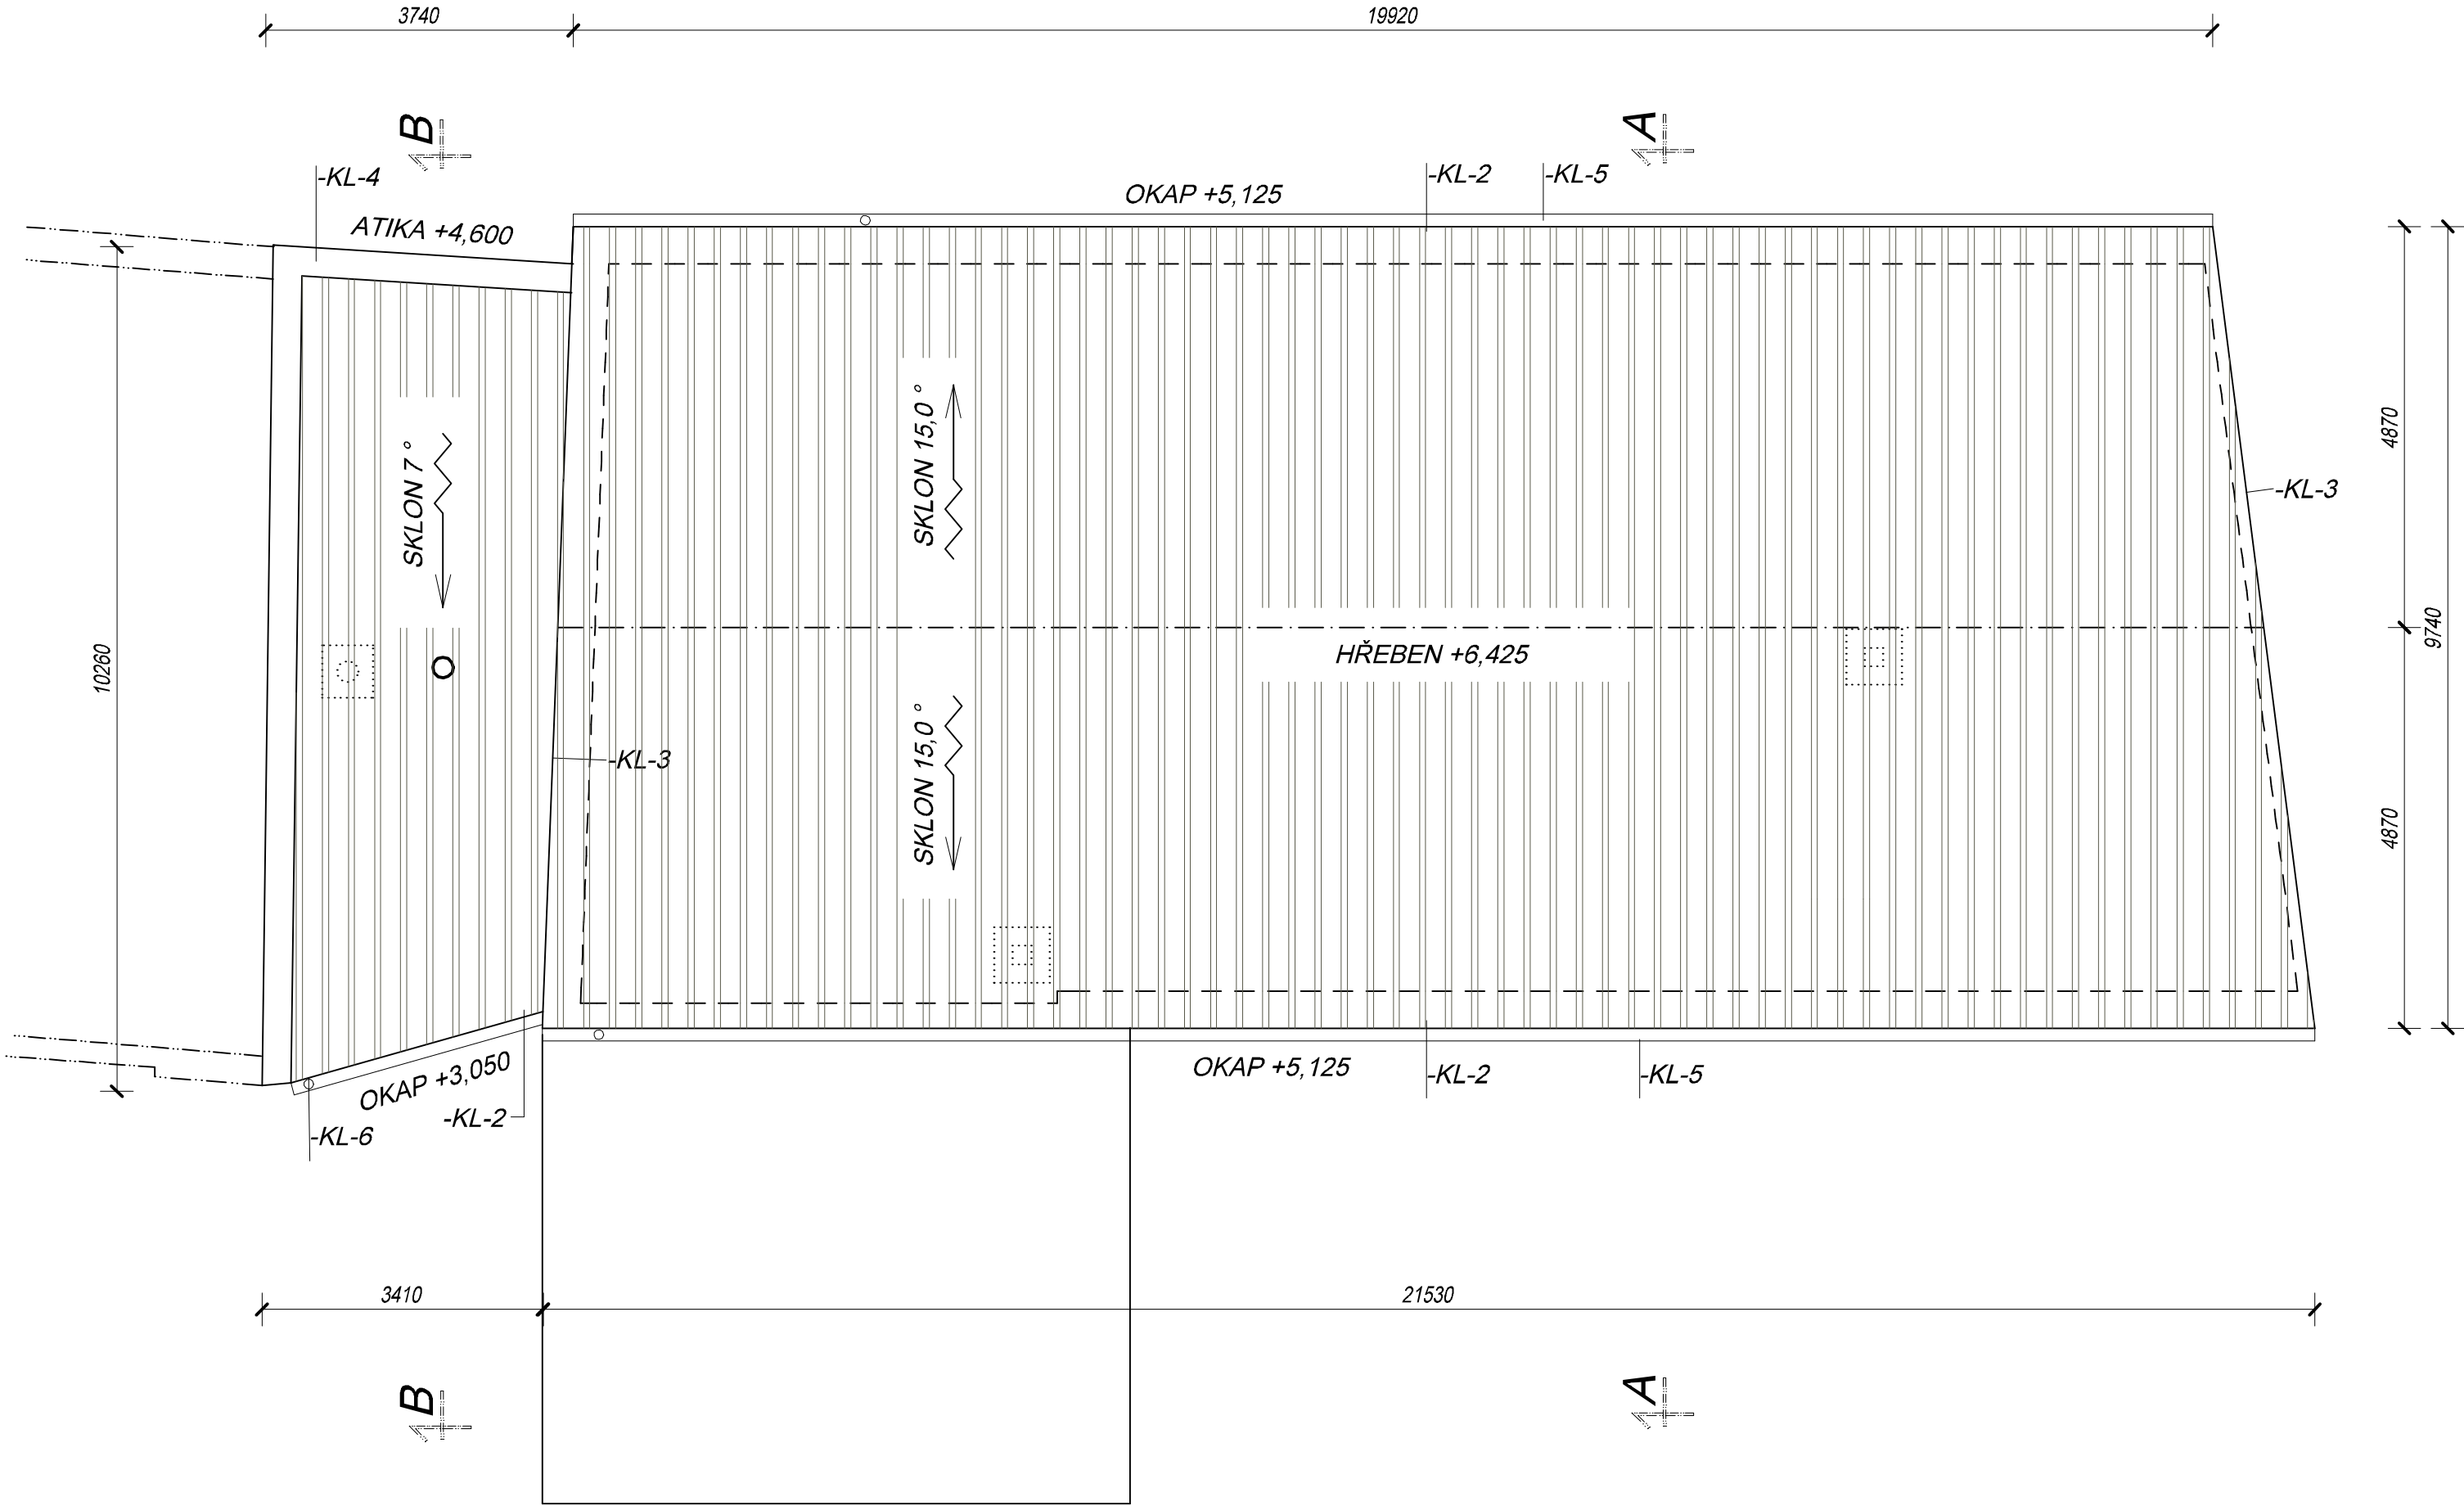 3740
19920
B
A
-KL-4
-KL-2
-KL-5
OKAP +5,125
ATIKA +4,600
SKLON 7°
SKLON 15,0°
4870
-KL-3
10260
HŘEBEN +6,425
9740
-KL-3
SKLON 15,0°
4870
OKAP +3,050
OKAP +5,125
-KL-2
-KL-5
-KL-2
-KL-6
3410
21530
B
A